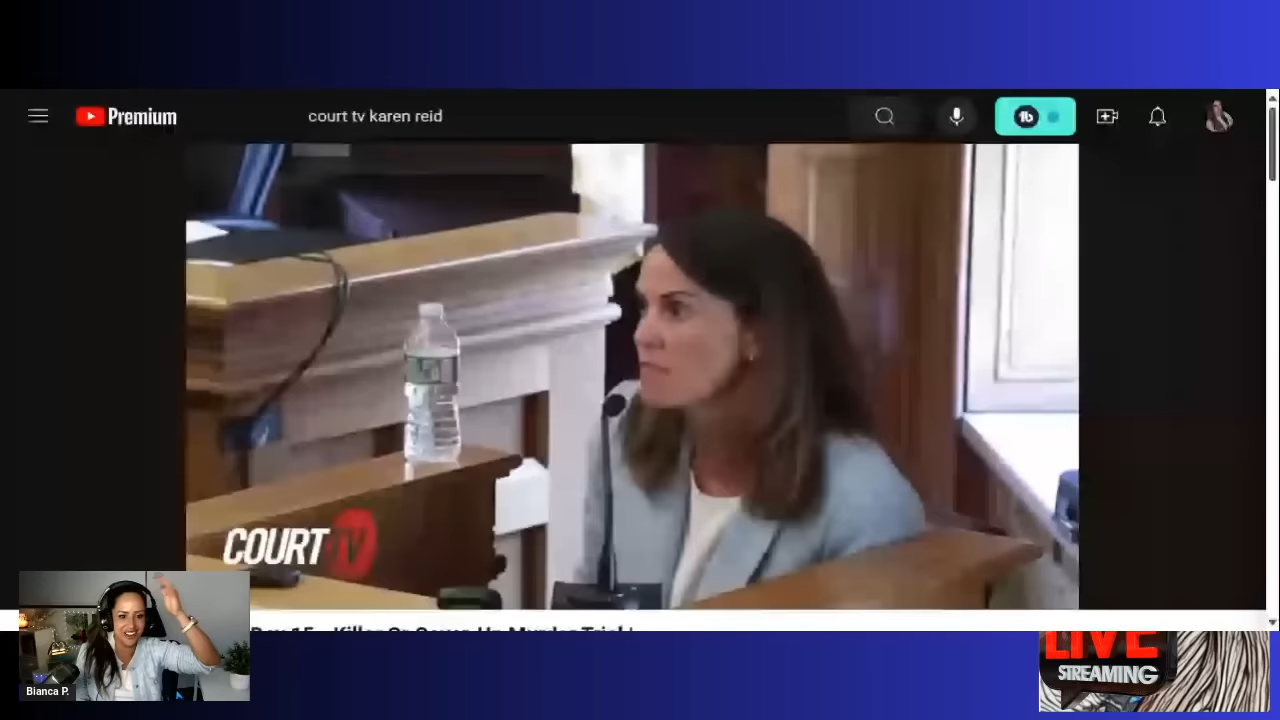 Premium
court tv karen reid
COURT TV
Bianca P.
LIVE
STREAMING